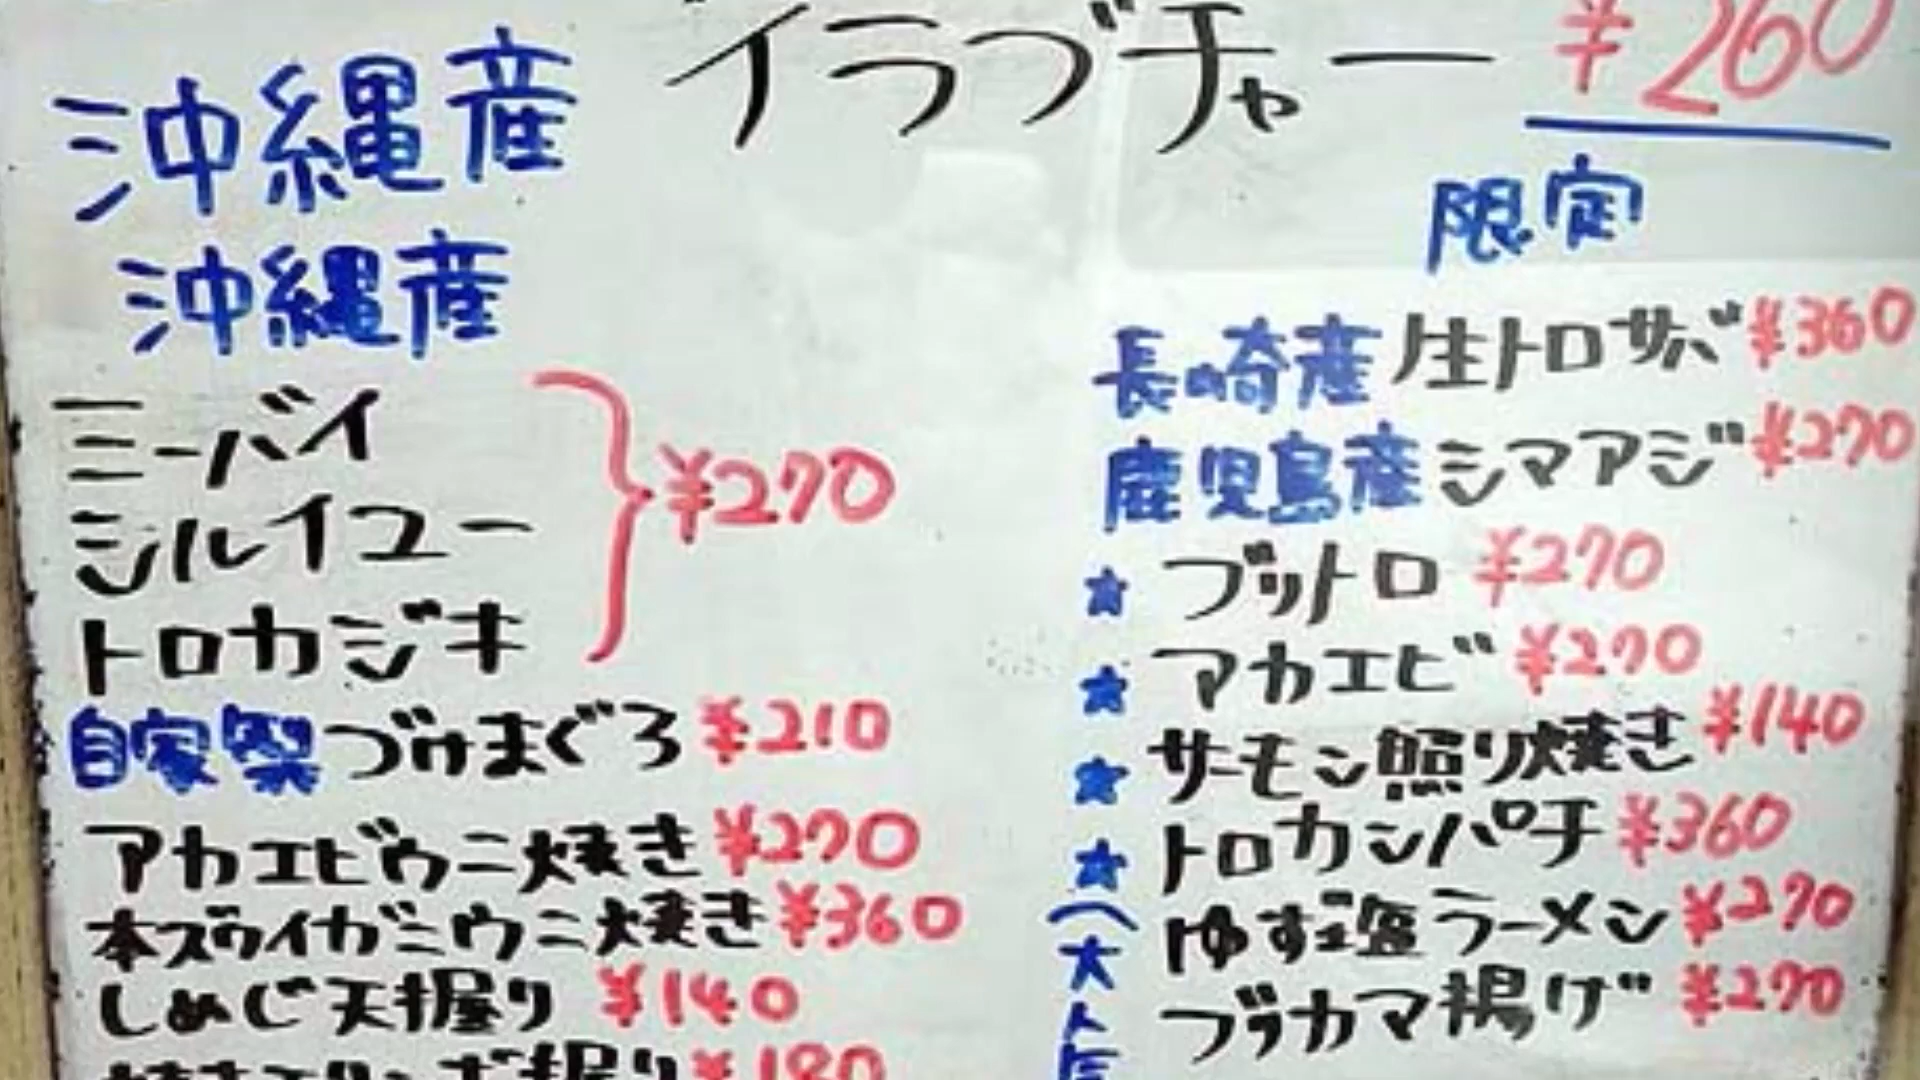 沖縄産 イラブチャー ¥260
沖縄産
ミーバイ
シルイユー
トロカジキ
¥270
自家製 づけまぐろ ¥210
アカエビウニ焼き ¥270
本ズワイガニミウニ焼き ¥360
しめじ天握り ¥140
握り ¥180
限定
長崎産 生トロサバ ¥360
鹿児島産 シマアジ ¥270
★ ブリトロ ¥270
★ アカエビ ¥270
★ サーモン照り焼き ¥140
★ トロカンパチ ¥360
ゆず塩ラーメン ¥270
ブリカマ揚げ ¥270
(大ト